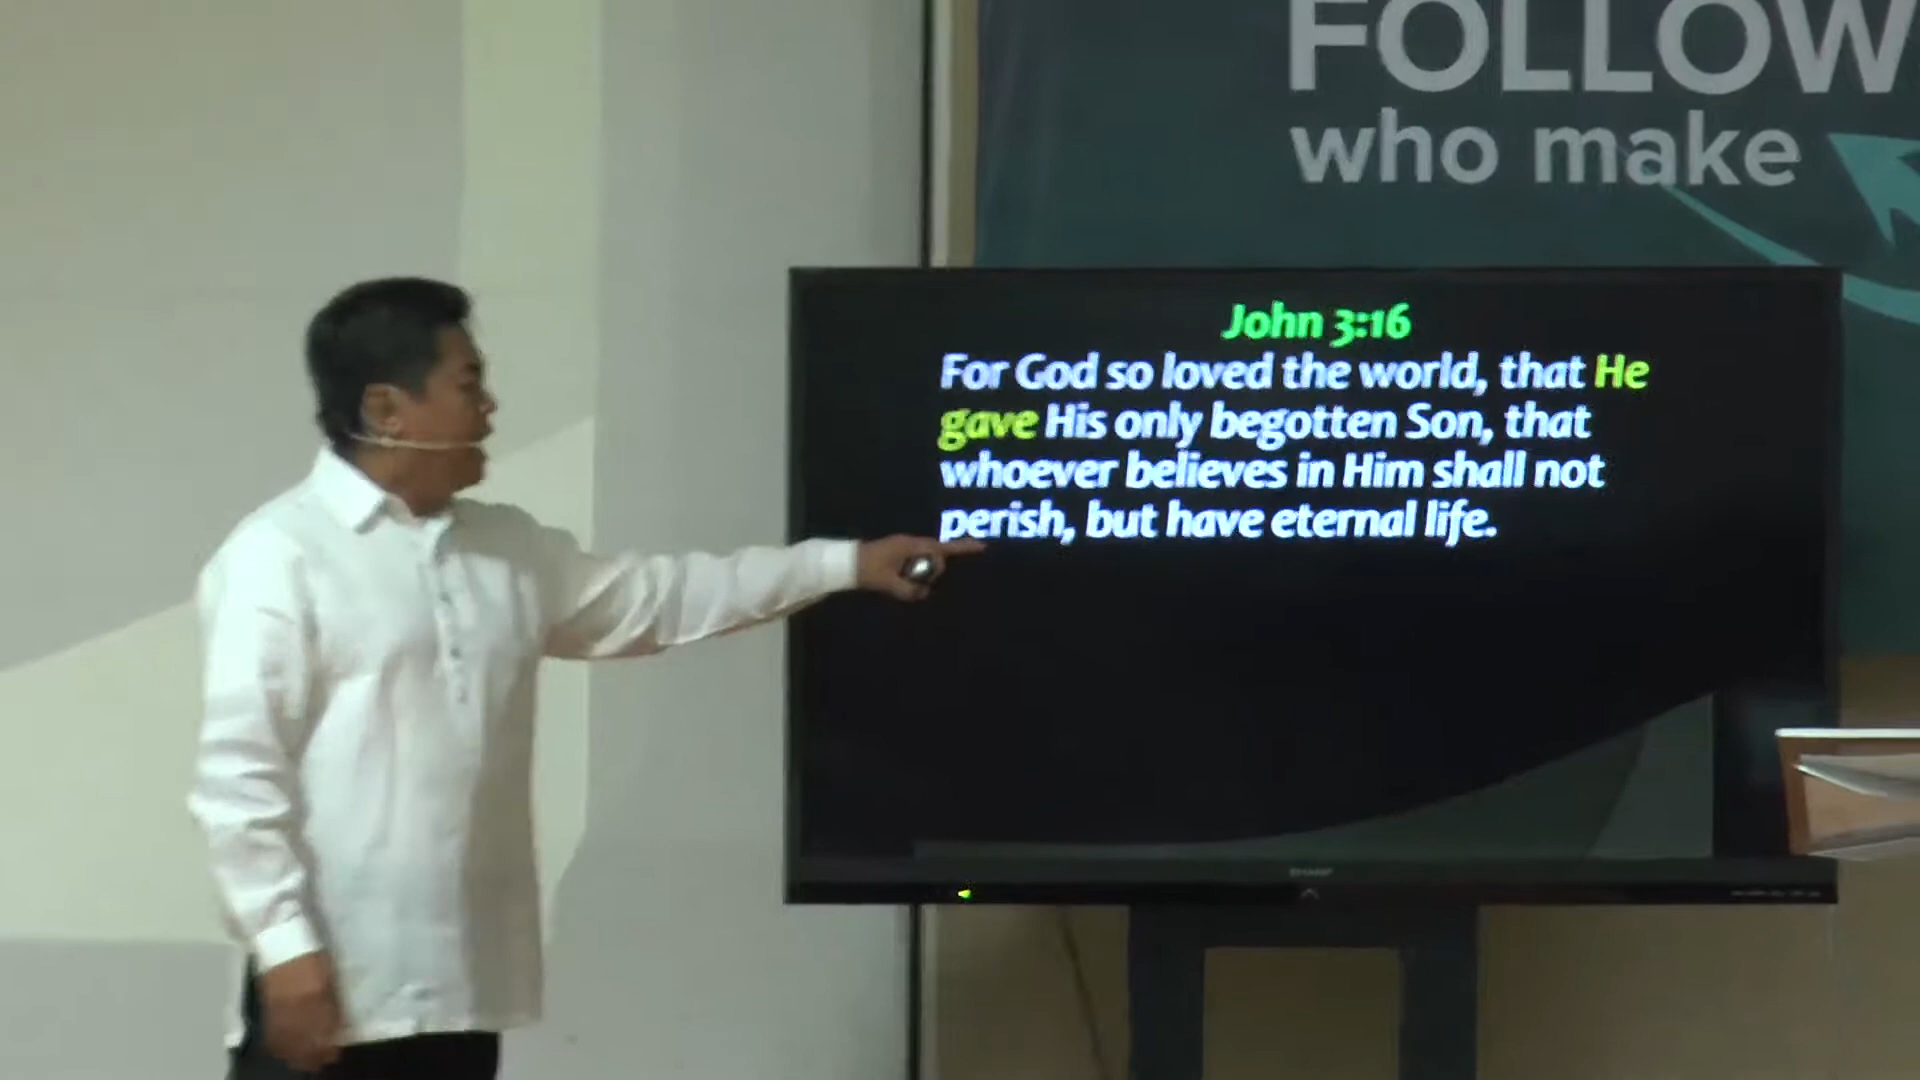 FOLLOW
who make
John 3:16
For God so loved the world, that He
gave His only begotten Son, that
whoever believes in Him shall not
perish, but have eternal life.
SHARP